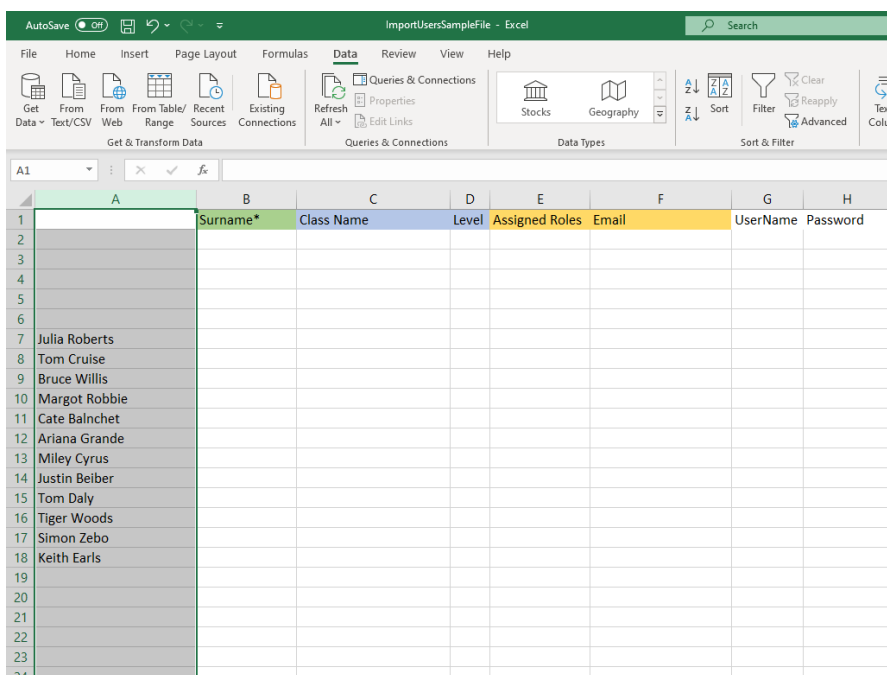 AutoSave Off ImportUsersSampleFile - Excel Search
File Home Insert Page Layout Formulas Data Review View Help
Get Data From Text/CSV From Web From Table/ Range Recent Sources Existing Connections
Refresh All Queries & Connections Properties Edit Links
Stocks Geography
Sort Filter Clear Reapply Advanced
Get & Transform Data Queries & Connections Data Types Sort & Filter
A1 fx
A B C D E F G H
1 Surname* Class Name Level Assigned Roles Email UserName Password
2
3
4
5
6
7 Julia Roberts
8 Tom Cruise
9 Bruce Willis
10 Margot Robbie
11 Cate Balnchet
12 Ariana Grande
13 Miley Cyrus
14 Justin Beiber
15 Tom Daly
16 Tiger Woods
17 Simon Zebo
18 Keith Earls
19
20
21
22
23